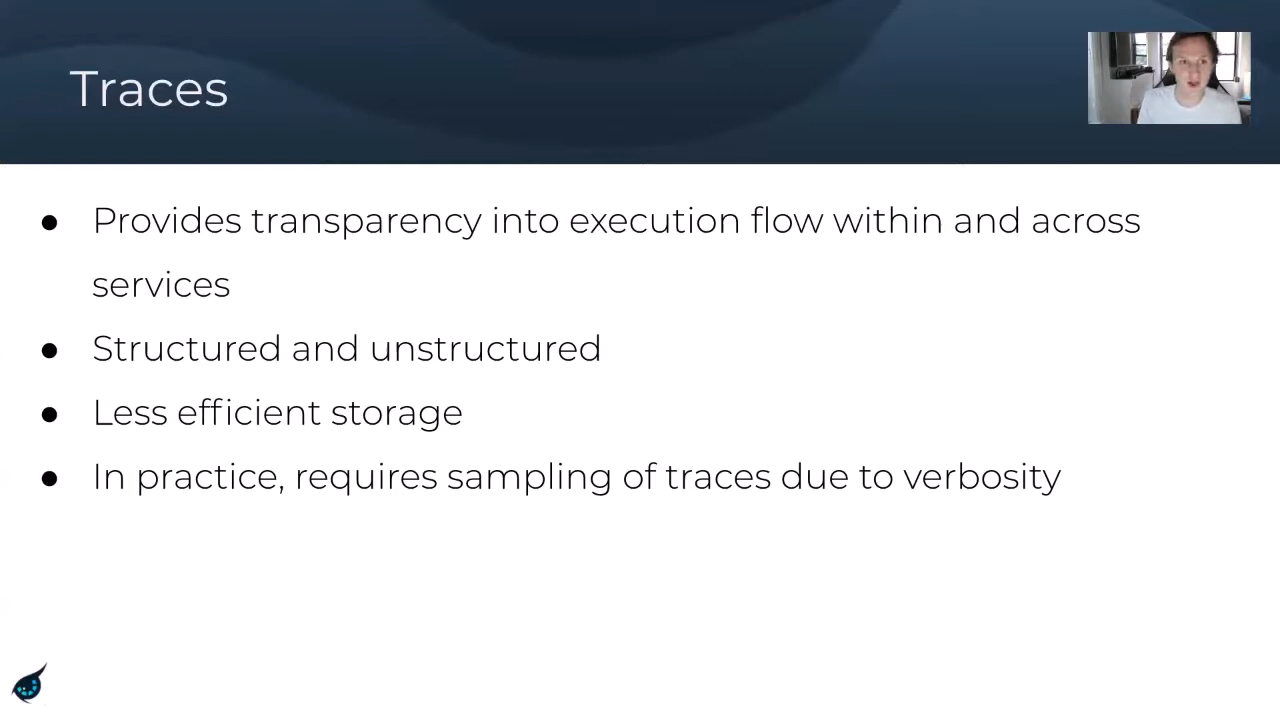 Traces
● Provides transparency into execution flow within and across
services
● Structured and unstructured
● Less efficient storage
● In practice, requires sampling of traces due to verbosity